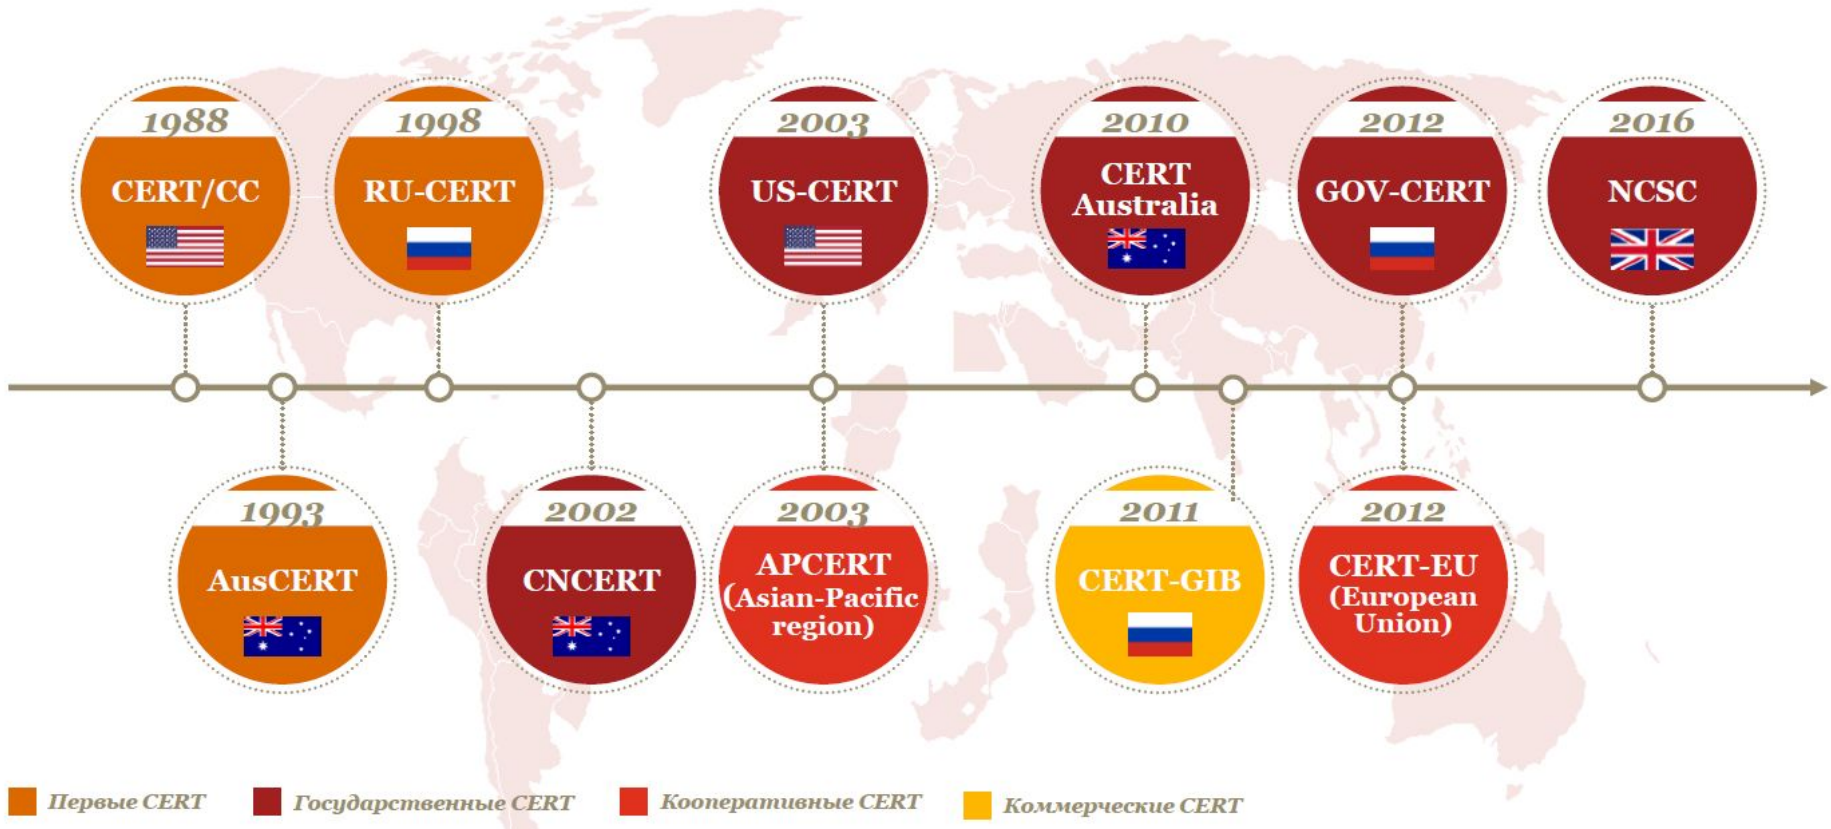 1988
CERT/CC
1998
RU-CERT
2003
US-CERT
2010
CERT
Australia
2012
GOV-CERT
2016
NCSC
1993
AusCERT
2002
CNCERT
2003
APCERT
(Asian-Pacific
region)
2011
CERT-GIB
2012
CERT-EU
(European
Union)
Первые CERT
Государственные CERT
Кооперативные CERT
Коммерческие CERT